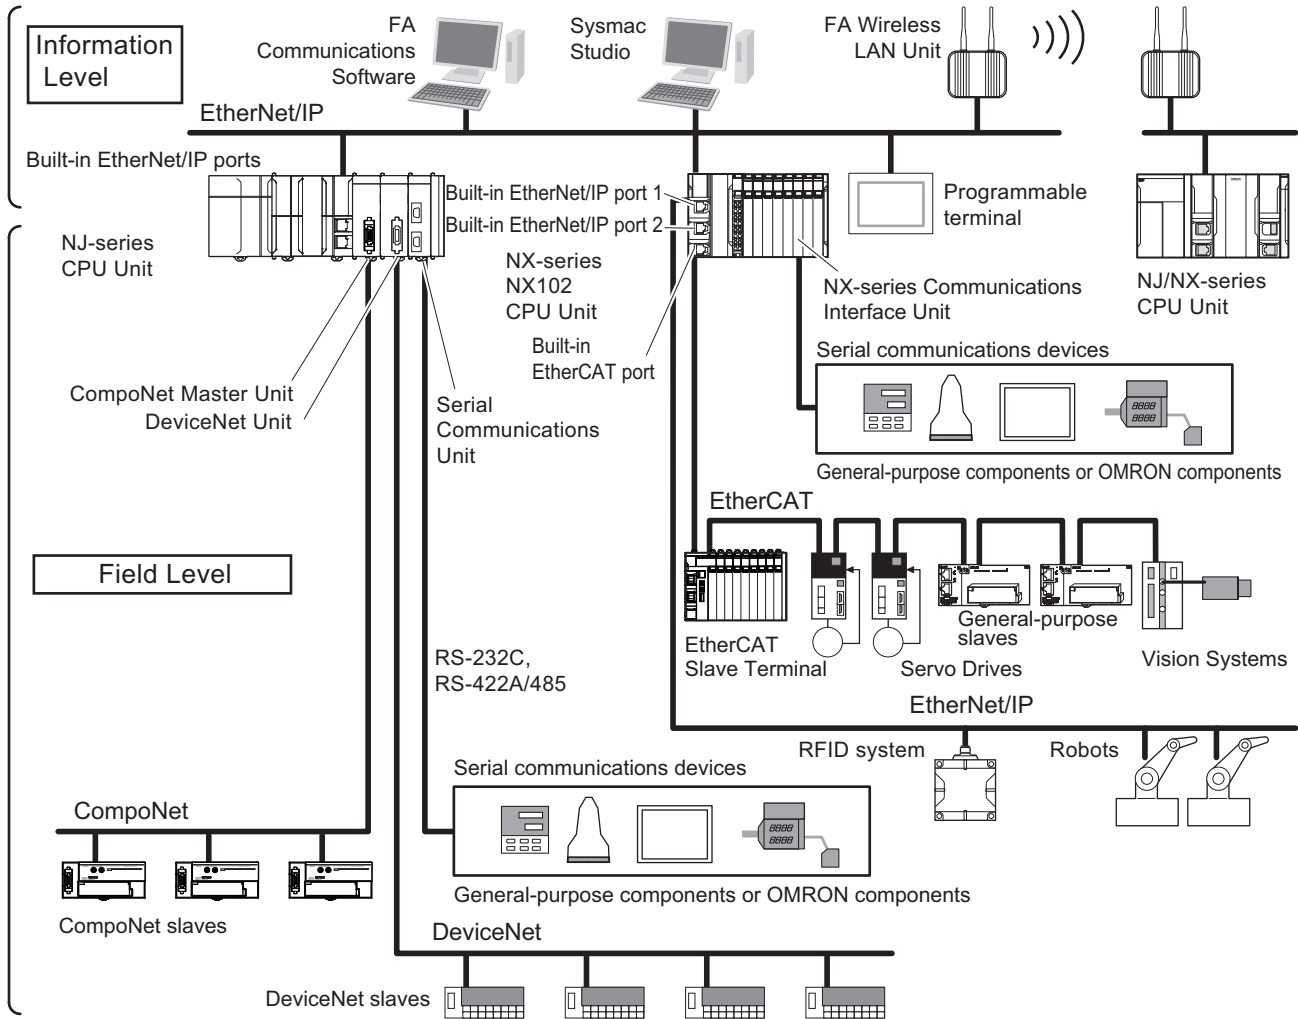 Information
Level
FA
Communications
Software
Sysmac
Studio
FA Wireless
LAN Unit
EtherNet/IP
Built-in EtherNet/IP ports
Built-in EtherNet/IP port 1
Built-in EtherNet/IP port 2
Programmable
terminal
NJ-series
CPU Unit
NX-series
NX102
CPU Unit
NX-series Communications
Interface Unit
NJ/NX-series
CPU Unit
Built-in
EtherCAT port
Serial communications devices
8888
8888
General-purpose components or OMRON components
CompoNet Master Unit
DeviceNet Unit
Serial
Communications
Unit
EtherCAT
Field Level
EtherCAT
Slave Terminal
Servo Drives
General-purpose
slaves
Vision Systems
RS-232C,
RS-422A/485
EtherNet/IP
RFID system
Robots
Serial communications devices
8888
8888
General-purpose components or OMRON components
CompoNet
CompoNet slaves
DeviceNet
DeviceNet slaves